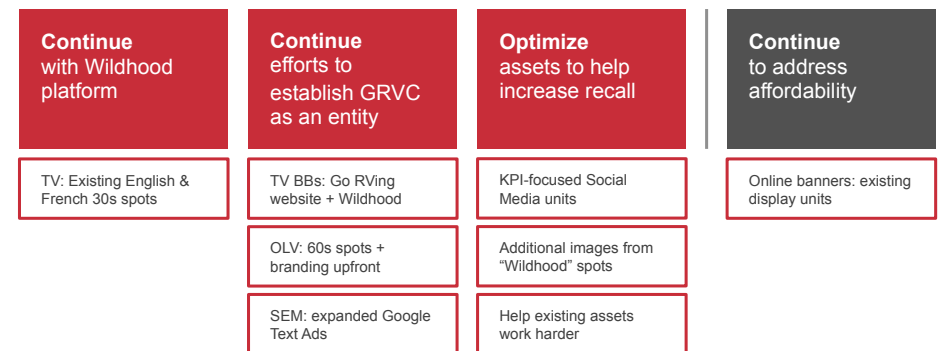 Continue
with Wildhood
platform
Continue
efforts to
establish GRVC
as an entity
Optimize
assets to help
increase recall
Continue
to address
affordability
TV: Existing English &
French 30s spots
TV BBs: Go RVing
website + Wildhood
KPI-focused Social
Media units
Online banners: existing
display units
OLV: 60s spots +
branding upfront
Additional images from
“Wildhood” spots
SEM: expanded Google
Text Ads
Help existing assets
work harder